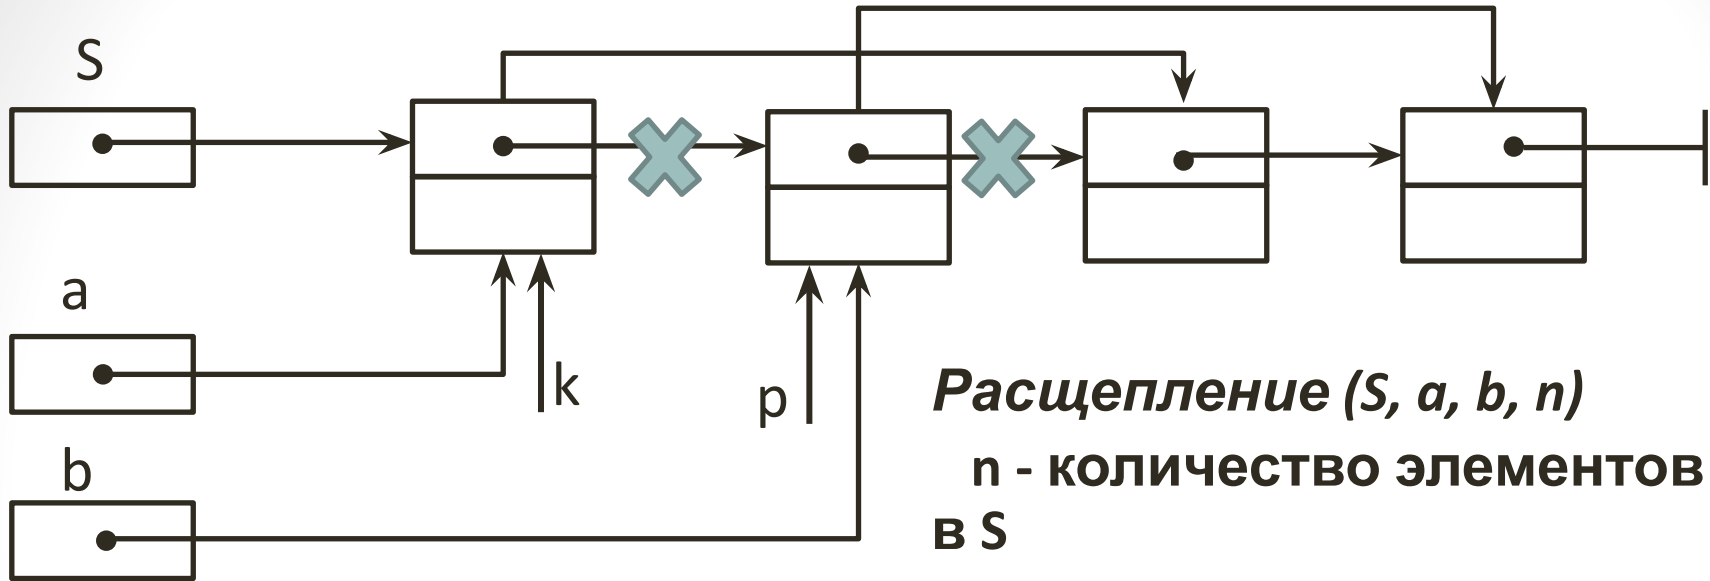 S
a
k
p
b
Расщепление (S, a, b, n)
n - количество элементов
в S